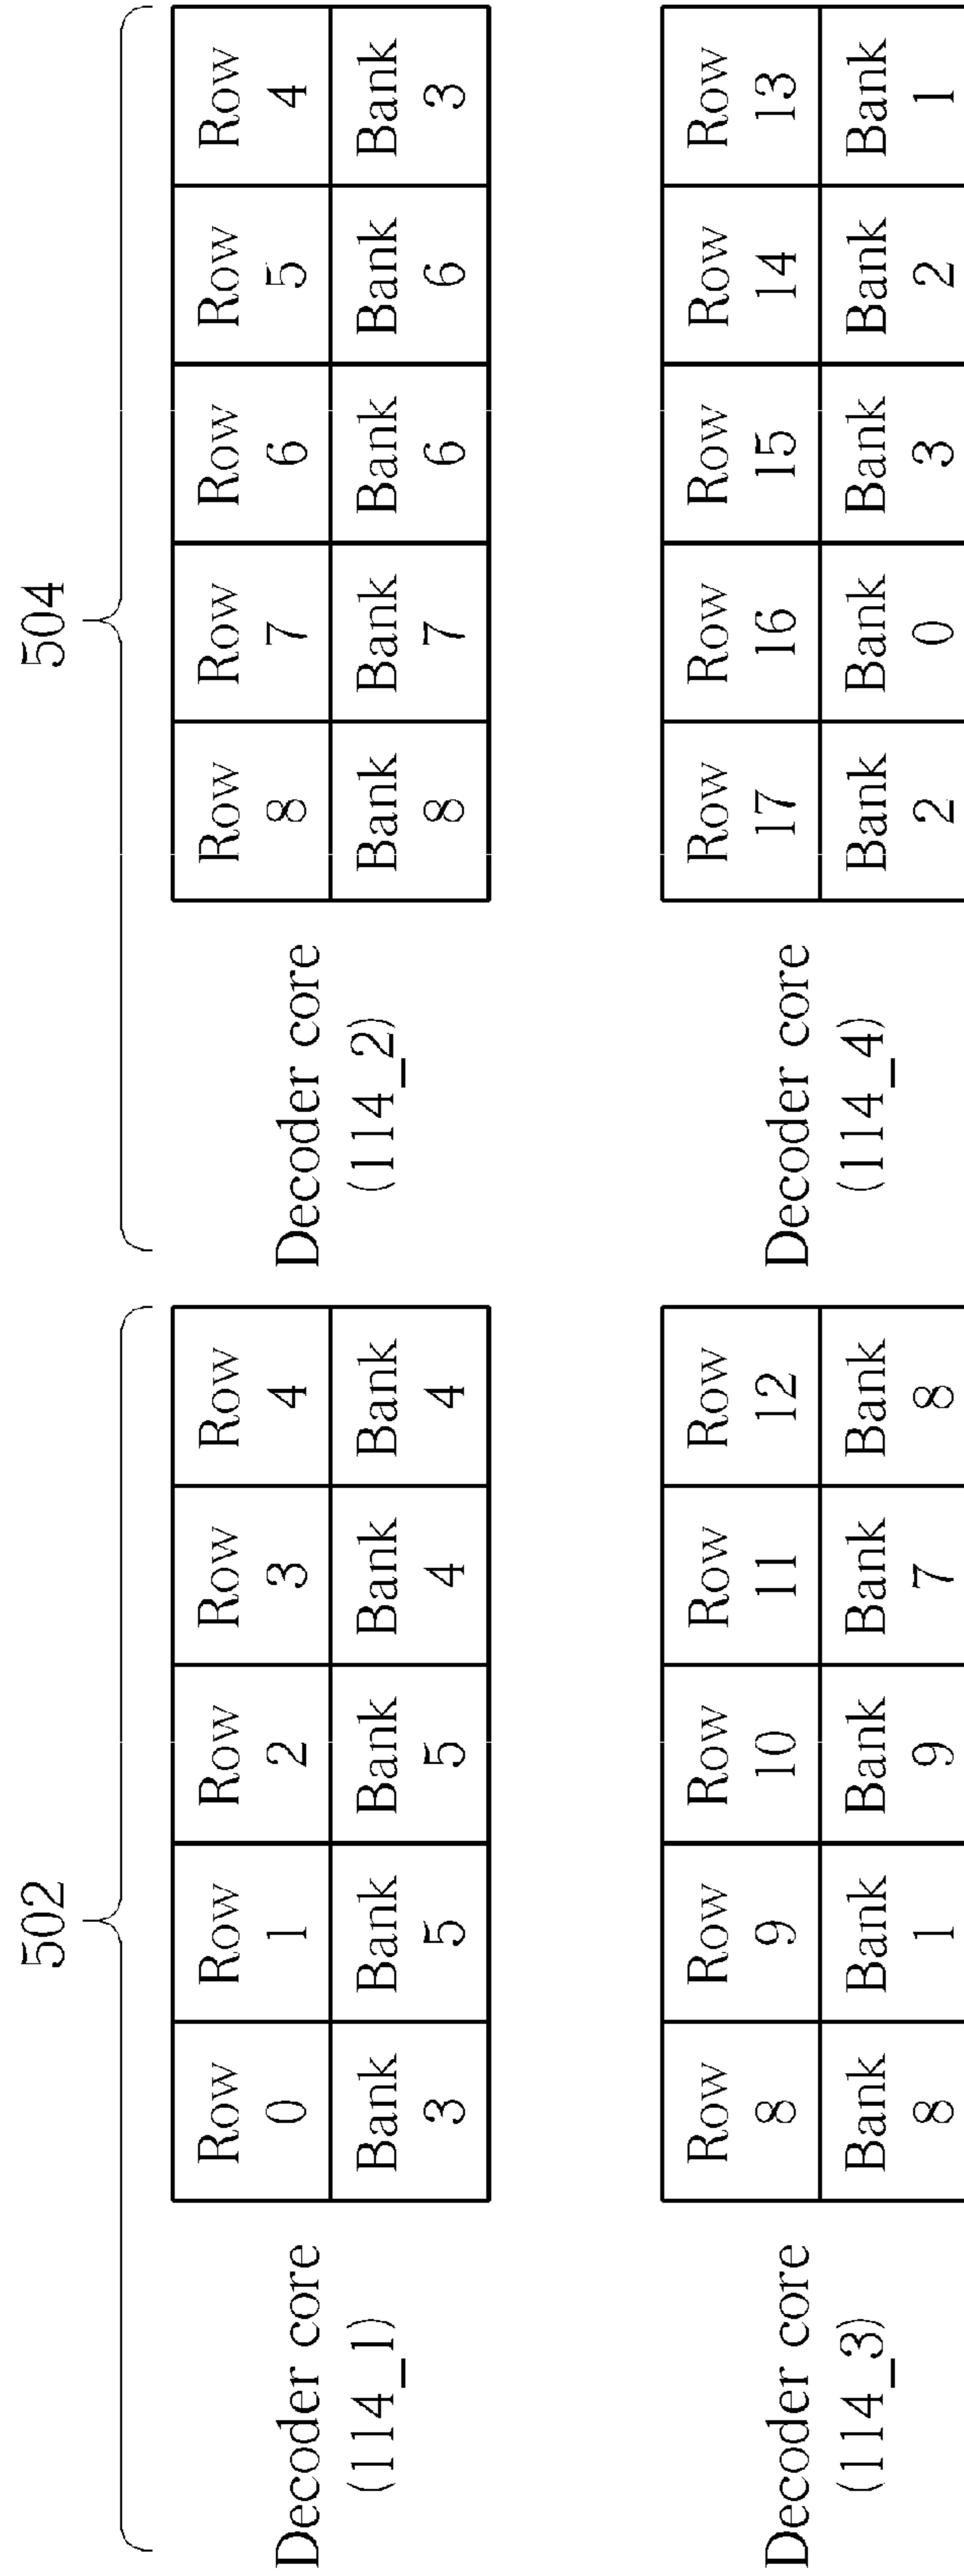 502
504
Decoder core
(114_1)
Row 0 Row 1 Row 2 Row 3 Row 4
Bank 3 Bank 5 Bank 5 Bank 4 Bank 4
Decoder core
(114_2)
Row 8 Row 7 Row 6 Row 5 Row 4
Bank 8 Bank 7 Bank 6 Bank 6 Bank 3
Decoder core
(114_3)
Row 8 Row 9 Row 10 Row 11 Row 12
Bank 8 Bank 1 Bank 9 Bank 7 Bank 8
Decoder core
(114_4)
Row 17 Row 16 Row 15 Row 14 Row 13
Bank 2 Bank 0 Bank 3 Bank 2 Bank 1